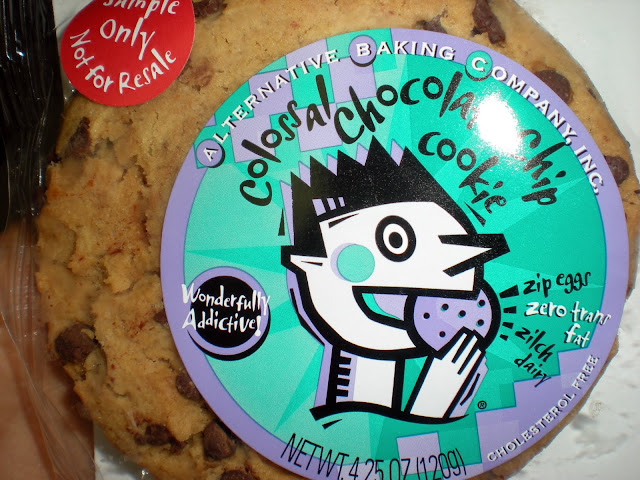 Sample
Only
Not for Resale
Alternative Baking Company, Inc.
Colossal Chocolate Chip
Cookie
Wonderfully
Addictive!
zip eggs
zero trans
fat
zilch
dairy
CHOLESTEROL FREE
NET WT. 4.25 OZ (120g)
®